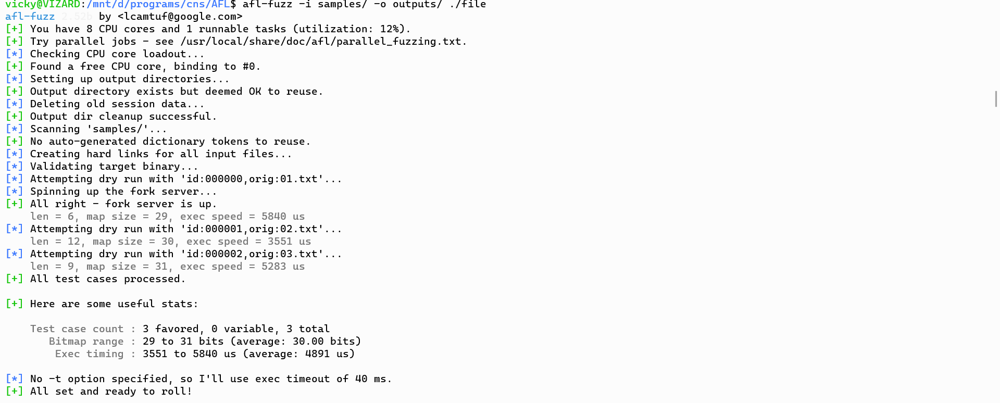 vicky@VIZARD:/mnt/d/programs/cns/AFL$ afl-fuzz -i samples/ -o outputs/ ./file
afl-fuzz 2.52b by <lcamtuf@google.com>
[+] You have 8 CPU cores and 1 runnable tasks (utilization: 12%).
[+] Try parallel jobs - see /usr/local/share/doc/afl/parallel_fuzzing.txt.
[*] Checking CPU core loadout...
[+] Found a free CPU core, binding to #0.
[*] Setting up output directories...
[+] Output directory exists but deemed OK to reuse.
[*] Deleting old session data...
[+] Output dir cleanup successful.
[*] Scanning 'samples/'...
[+] No auto-generated dictionary tokens to reuse.
[*] Creating hard links for all input files...
[*] Validating target binary...
[*] Attempting dry run with 'id:000000,orig:01.txt'...
[*] Spinning up the fork server...
[+] All right - fork server is up.
len = 6, map size = 29, exec speed = 5840 us
[*] Attempting dry run with 'id:000001,orig:02.txt'...
len = 12, map size = 30, exec speed = 3551 us
[*] Attempting dry run with 'id:000002,orig:03.txt'...
len = 9, map size = 31, exec speed = 5283 us
[+] All test cases processed.
[+] Here are some useful stats:
Test case count : 3 favored, 0 variable, 3 total
Bitmap range : 29 to 31 bits (average: 30.00 bits)
Exec timing : 3551 to 5840 us (average: 4891 us)
[*] No -t option specified, so I'll use exec timeout of 40 ms.
[+] All set and ready to roll!